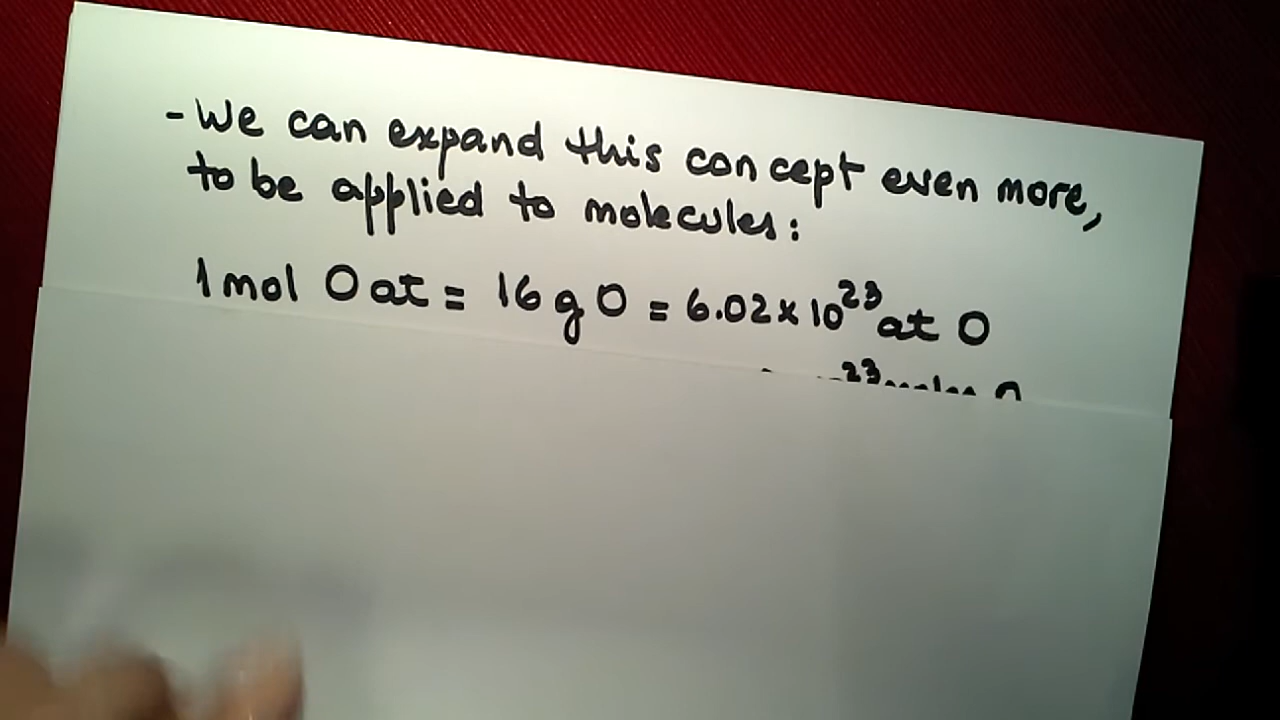 - We can expand this concept even more,
to be applied to molecules:
1 mol O at = 16 g O = 6.02 x 10²³ at O
23